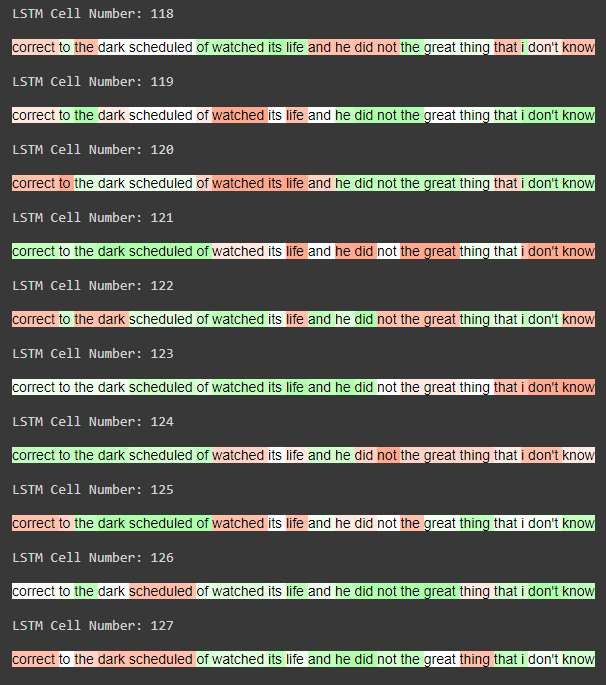 LSTM Cell Number: 118
correct to the dark scheduled of watched its life and he did not the great thing that i don't know
LSTM Cell Number: 119
correct to the dark scheduled of watched its life and he did not the great thing that i don't know
LSTM Cell Number: 120
correct to the dark scheduled of watched its life and he did not the great thing that i don't know
LSTM Cell Number: 121
correct to the dark scheduled of watched its life and he did not the great thing that i don't know
LSTM Cell Number: 122
correct to the dark scheduled of watched its life and he did not the great thing that i don't know
LSTM Cell Number: 123
correct to the dark scheduled of watched its life and he did not the great thing that i don't know
LSTM Cell Number: 124
correct to the dark scheduled of watched its life and he did not the great thing that i don't know
LSTM Cell Number: 125
correct to the dark scheduled of watched its life and he did not the great thing that i don't know
LSTM Cell Number: 126
correct to the dark scheduled of watched its life and he did not the great thing that i don't know
LSTM Cell Number: 127
correct to the dark scheduled of watched its life and he did not the great thing that i don't know